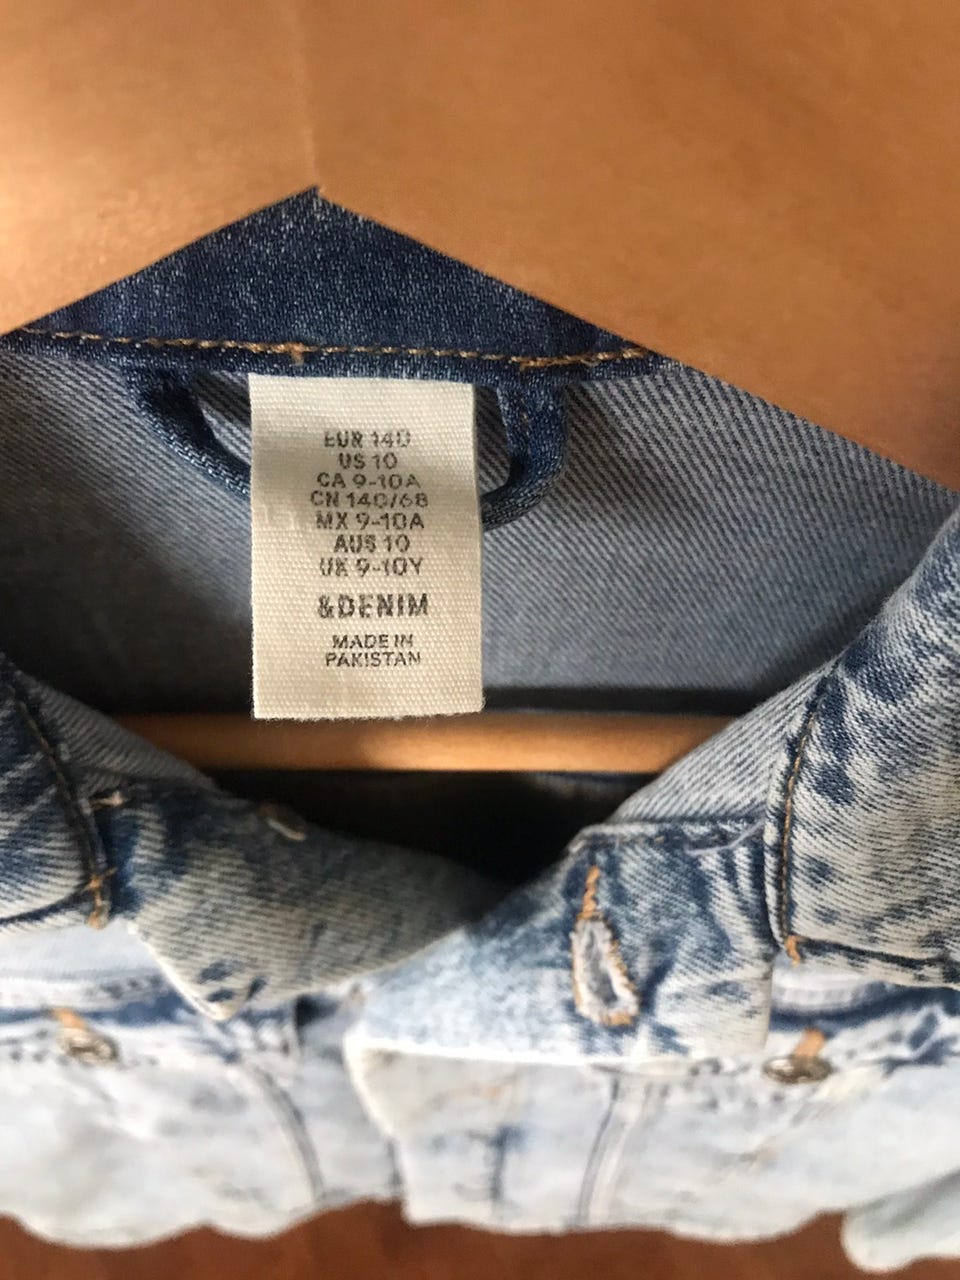 EUR 140
US 10
CA 9-10A
CN 140/68
MX 9-10A
AUS 10
UK 9-10Y
&DENIM
MADE IN
PAKISTAN